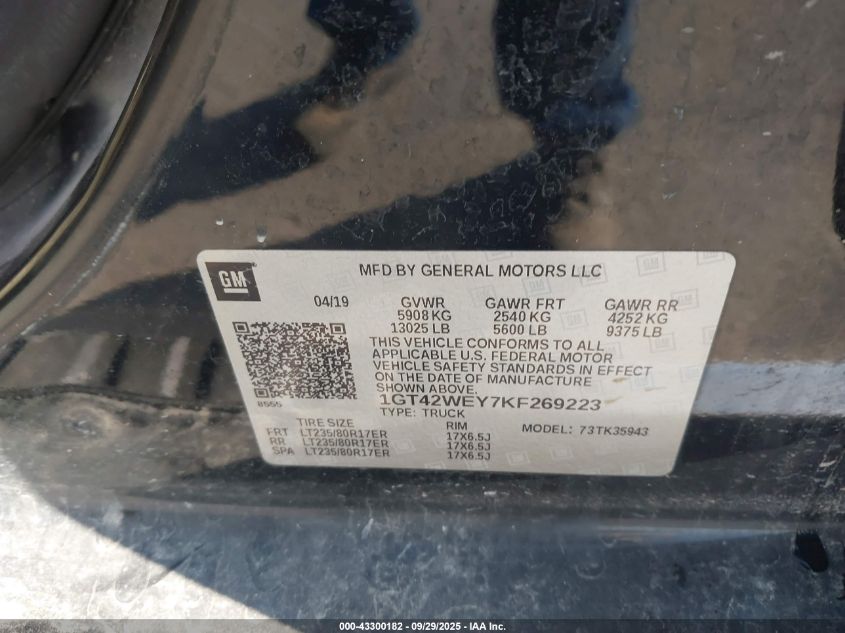 GM
MFD BY GENERAL MOTORS LLC
04/19 GVWR GAWR FRT GAWR RR
5908 KG 2540 KG 4252 KG
13025 LB 5600 LB 9375 LB
THIS VEHICLE CONFORMS TO ALL
APPLICABLE U.S. FEDERAL MOTOR
VEHICLE SAFETY STANDARDS IN EFFECT
ON THE DATE OF MANUFACTURE
SHOWN ABOVE.
8555
1GT42WEY7KF269223
TYPE: TRUCK
TIRE SIZE RIM MODEL: 73TK35943
FRT LT235/80R17ER 17X6.5J
RR LT235/80R17ER 17X6.5J
SPA LT235/80R17ER 17X6.5J
000-43300182 - 09/29/2025 - IAA Inc.